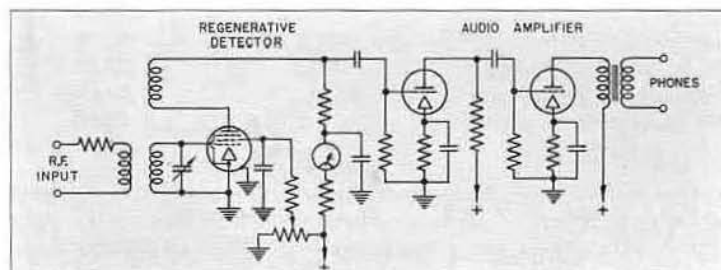 REGENERATIVE
DETECTOR
AUDIO AMPLIFIER
PHONES
R.F.
INPUT
+
+
+